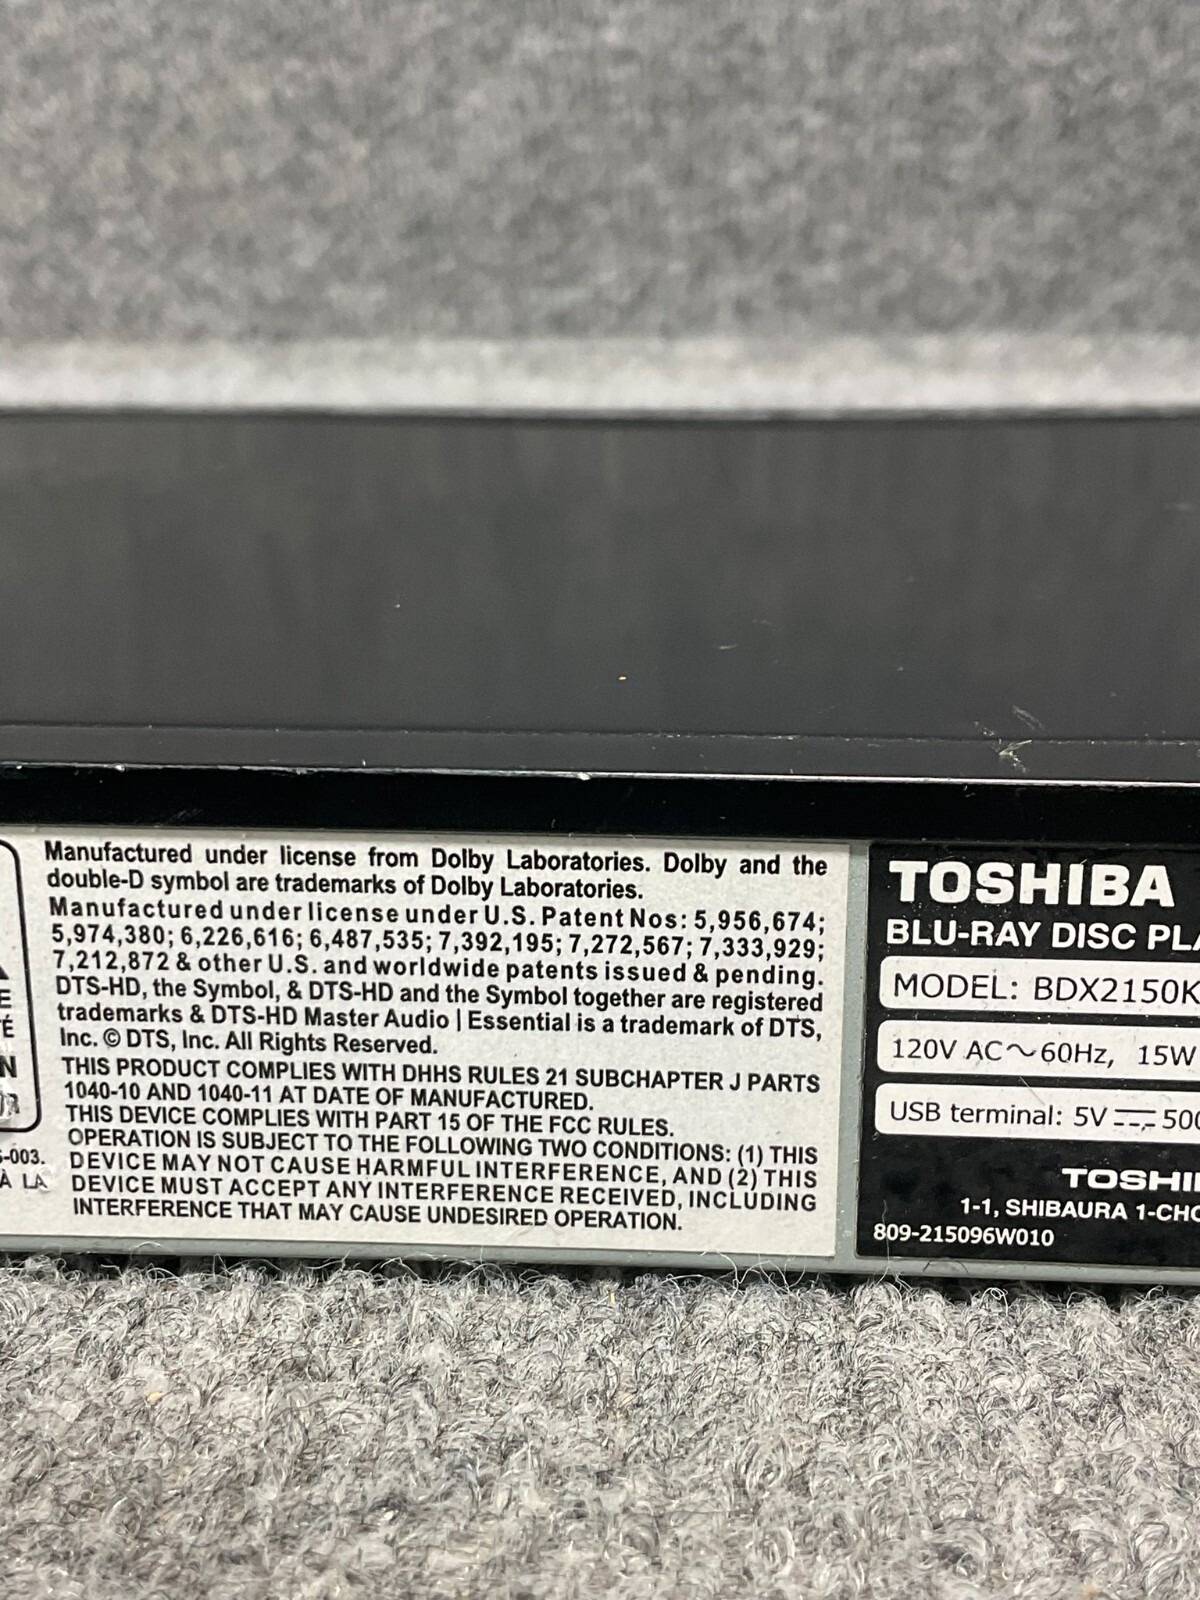 Manufactured under license from Dolby Laboratories. Dolby and the
double-D symbol are trademarks of Dolby Laboratories.
Manufactured under license under U.S. Patent Nos: 5,956,674;
5,974,380; 6,226,616; 6,487,535; 7,392,195; 7,272,567; 7,333,929;
7,212,872 & other U.S. and worldwide patents issued & pending.
DTS-HD, the Symbol, & DTS-HD and the Symbol together are registered
trademarks & DTS-HD Master Audio | Essential is a trademark of DTS,
Inc. © DTS, Inc. All Rights Reserved.
THIS PRODUCT COMPLIES WITH DHHS RULES 21 SUBCHAPTER J PARTS
1040-10 AND 1040-11 AT DATE OF MANUFACTURED.
THIS DEVICE COMPLIES WITH PART 15 OF THE FCC RULES.
OPERATION IS SUBJECT TO THE FOLLOWING TWO CONDITIONS: (1) THIS
DEVICE MAY NOT CAUSE HARMFUL INTERFERENCE, AND (2) THIS
DEVICE MUST ACCEPT ANY INTERFERENCE RECEIVED, INCLUDING
INTERFERENCE THAT MAY CAUSE UNDESIRED OPERATION.
E
É
N
-003.
À LA
TOSHIBA
BLU-RAY DISC PLA
MODEL: BDX2150K
120V AC~60Hz, 15W
USB terminal: 5V⎓500
TOSHI
1-1, SHIBAURA 1-CHO
809-215096W010